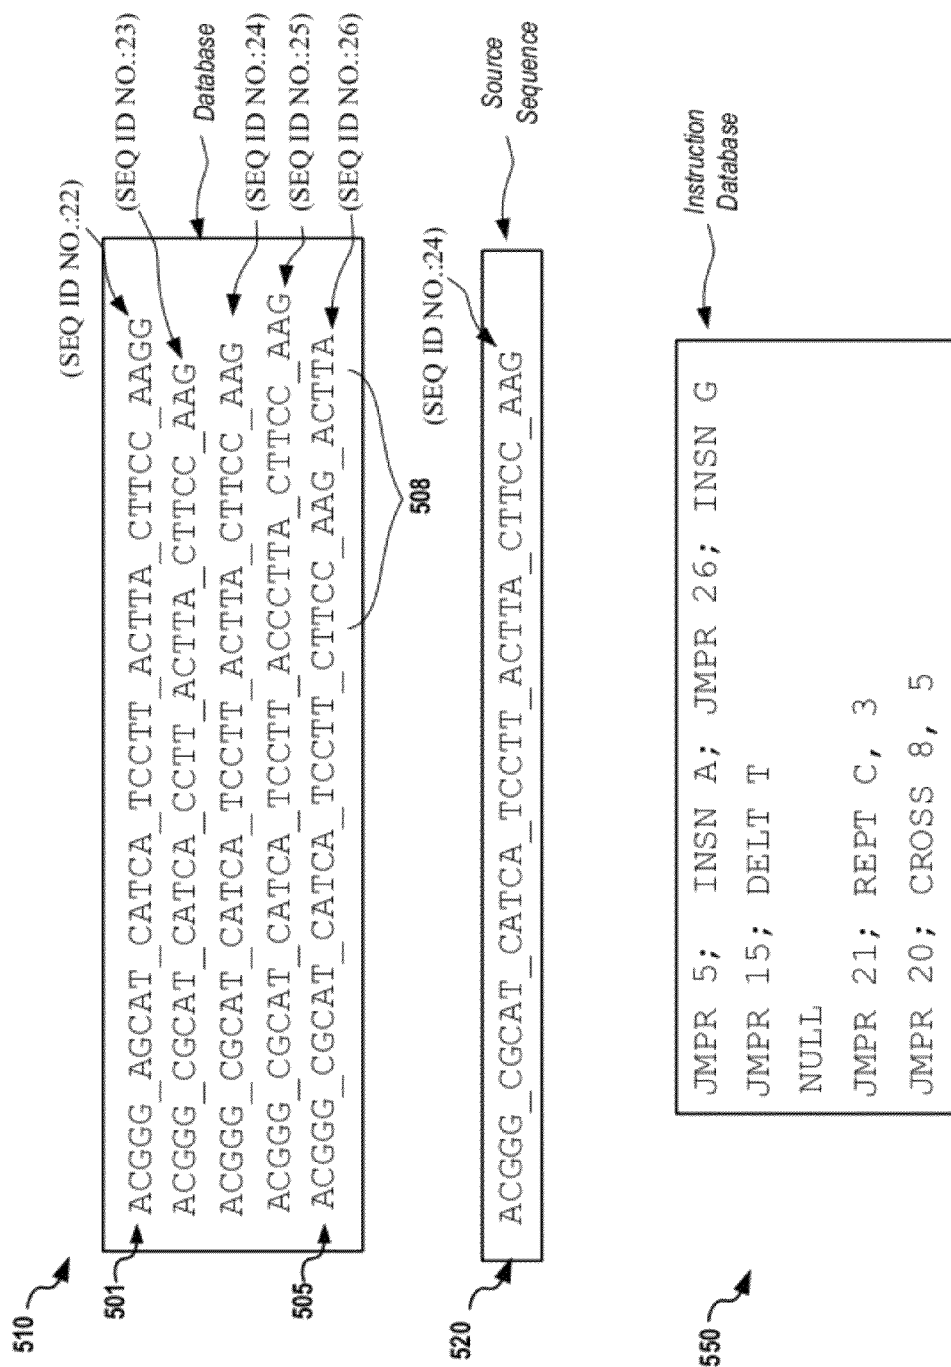 510
(SEQ ID NO.:22)
501
ACGGG_AGCAT_CATCA_TCCTT_ACTTA_CTTCC_AAGG
(SEQ ID NO.:23)
ACGGG_CGCAT_CATCA_CCTT_ACTTA_CTTCC_AAG
Database
ACGGG_CGCAT_CATCA_TCCTT_ACTTA_CTTCC_AAG
(SEQ ID NO.:24)
ACGGG_CGCAT_CATCA_TCCTT_ACCCTTA_CTTCC_AAG
(SEQ ID NO.:25)
505
ACGGG_CGCAT_CATCA_TCCTT_CTTCC_AAG_ACTTA
(SEQ ID NO.:26)
508
(SEQ ID NO.:24)
520
ACGGG_CGCAT_CATCA_TCCTT_ACTTA_CTTCC_AAG
Source
Sequence
550
Instruction
Database
JMPR 5; INSN A; JMPR 26; INSN G
JMPR 15; DELT T
NULL
JMPR 21; REPT C, 3
JMPR 20; CROSS 8, 5